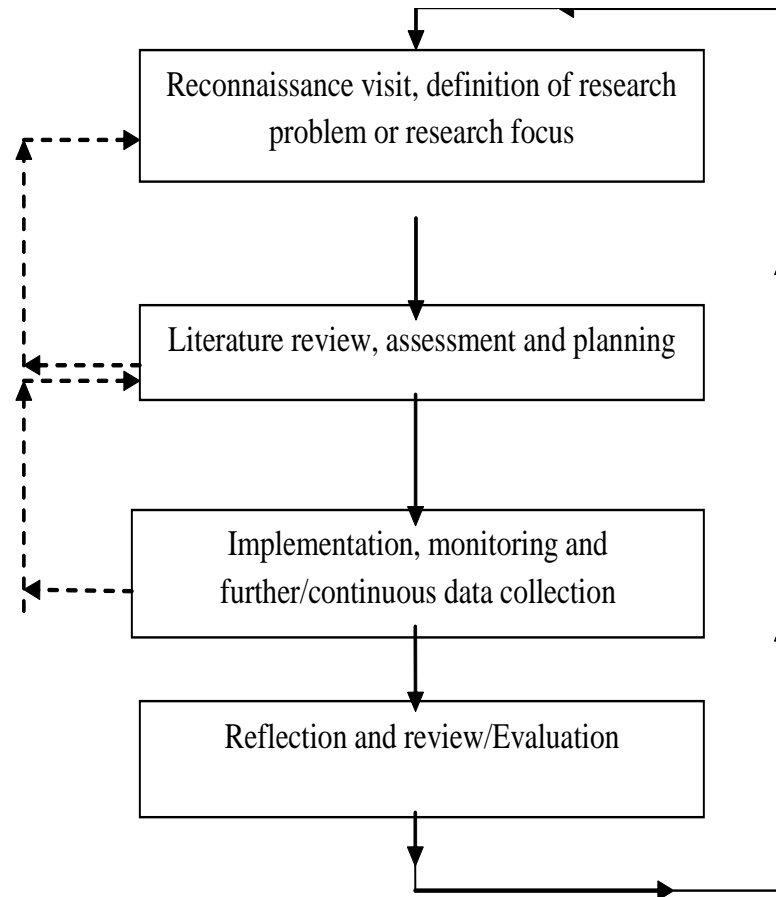 Reconnaissance visit, definition of research
problem or research focus
Literature review, assessment and planning
Implementation, monitoring and
further/continuous data collection
Reflection and review/Evaluation